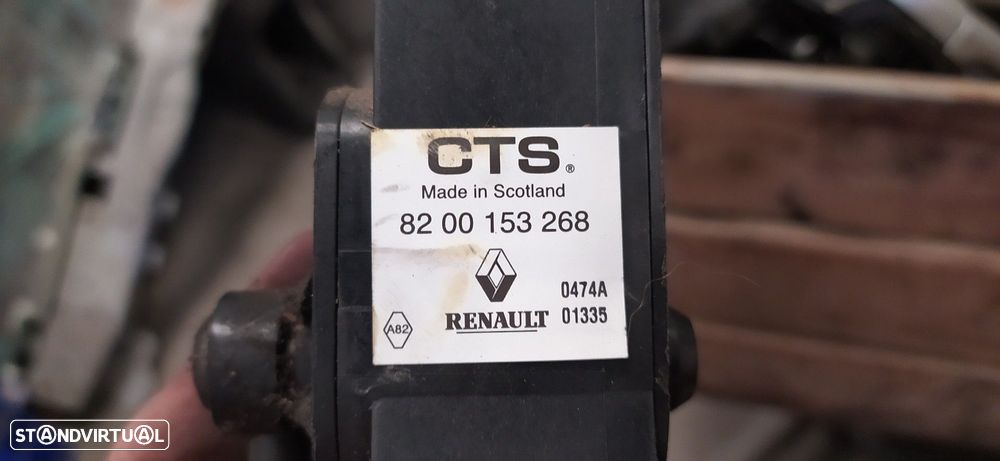 CTS®
Made in Scotland
82 00 153 268
0474A
RENAULT 01335
A82
STANDVIRTUAL